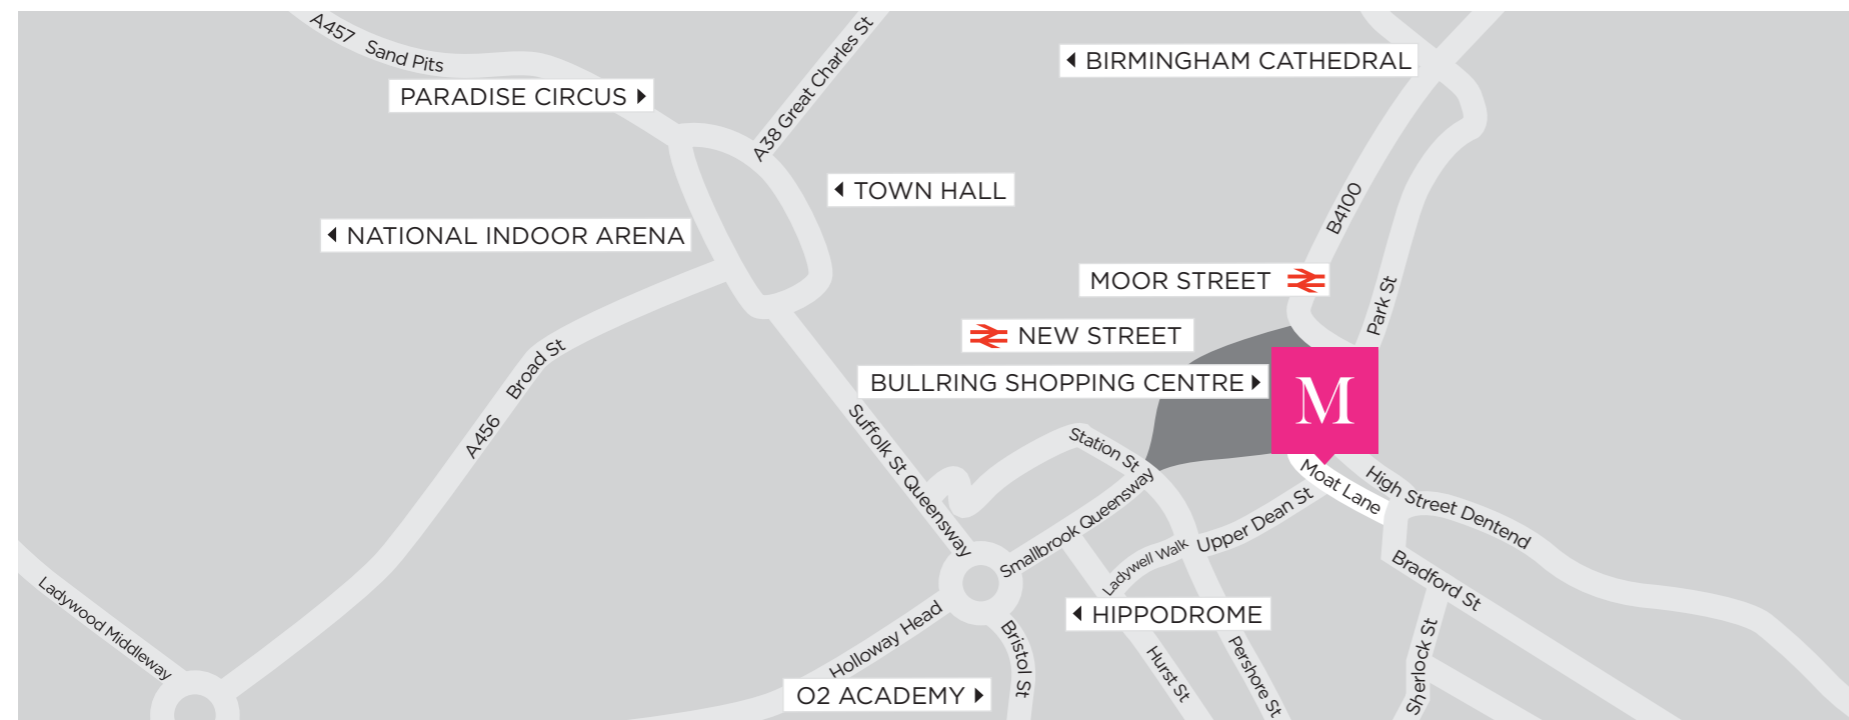 A457 Sand Pits
A38 Great Charles St
BIRMINGHAM CATHEDRAL
PARADISE CIRCUS
TOWN HALL
B4100
NATIONAL INDOOR ARENA
MOOR STREET
Park St
NEW STREET
BULLRING SHOPPING CENTRE
M
A456 Broad St
Suffolk St Queensway
Station St
Moat Lane
High Street Dentend
Smallbrook Queensway
Upper Dean St
Ladywell Walk
Bradford St
Ladywood Middleway
HIPPODROME
Holloway Head
Bristol St
Hurst St
Pershore St
Sherlock St
O2 ACADEMY